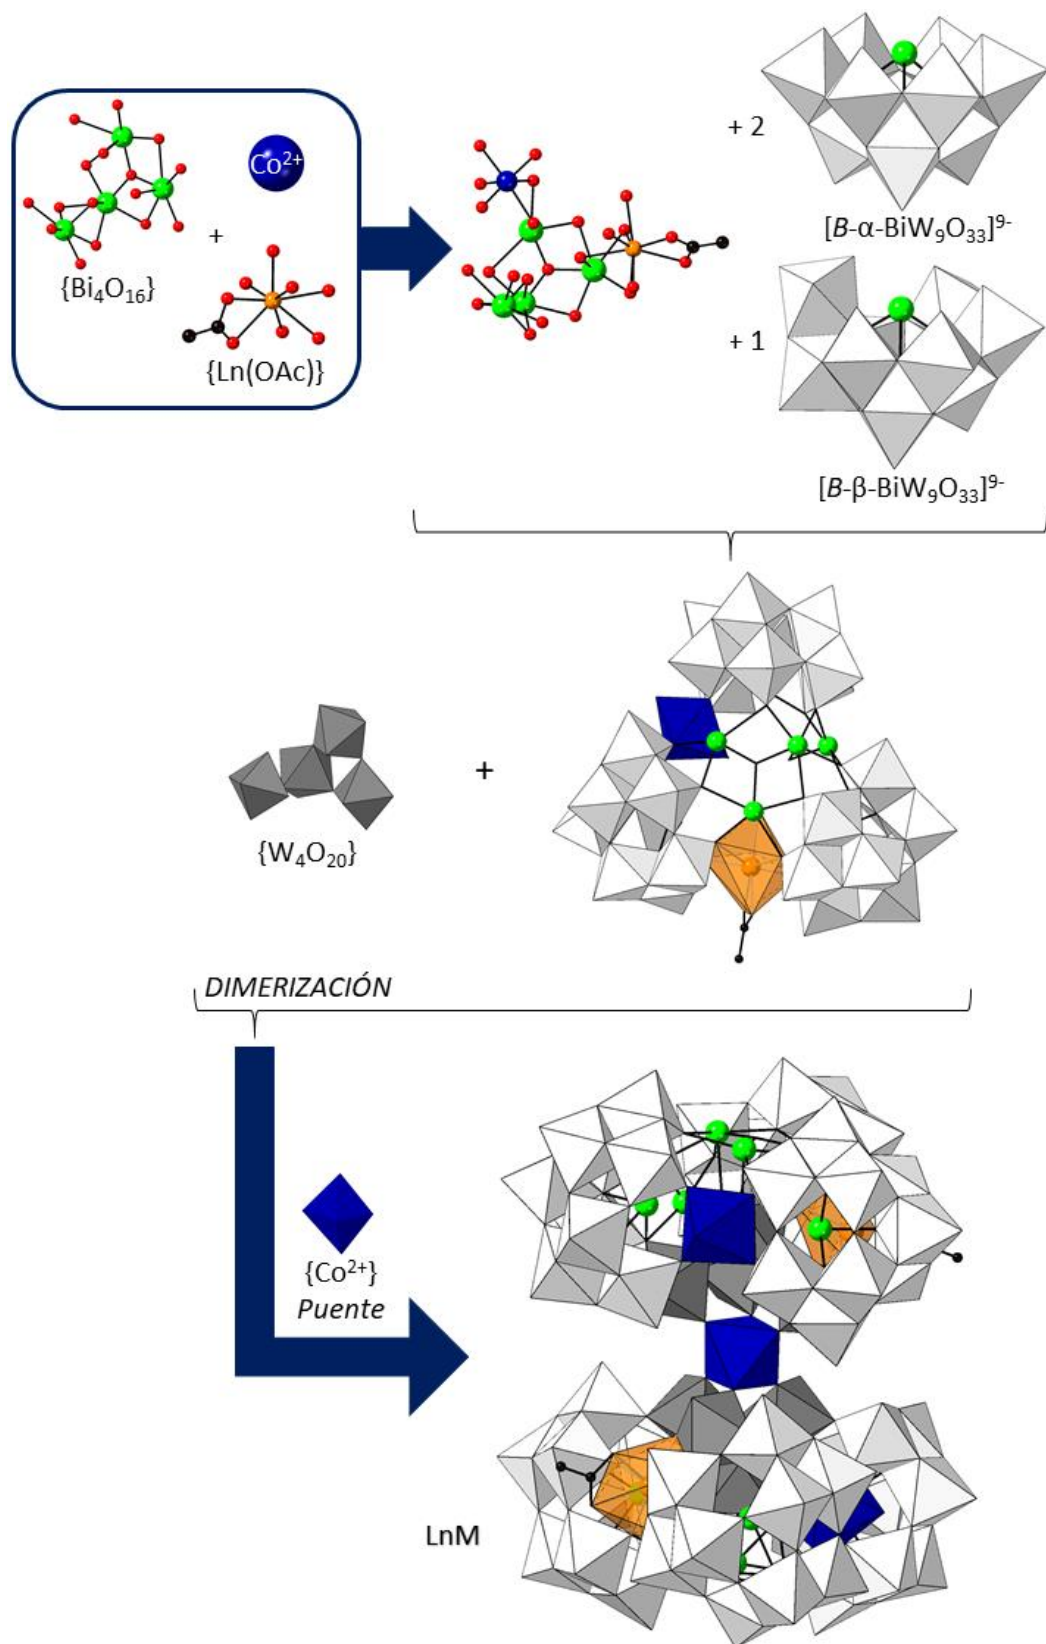 Co²⁺
+ 2
[B-α-BiW₉O₃₃]⁹⁻
{Bi₄O₁₆}
+
{Ln(OAc)}
+ 1
[B-β-BiW₉O₃₃]⁹⁻
+
{W₄O₂₀}
DIMERIZACIÓN
{Co²⁺}
Puente
LnM